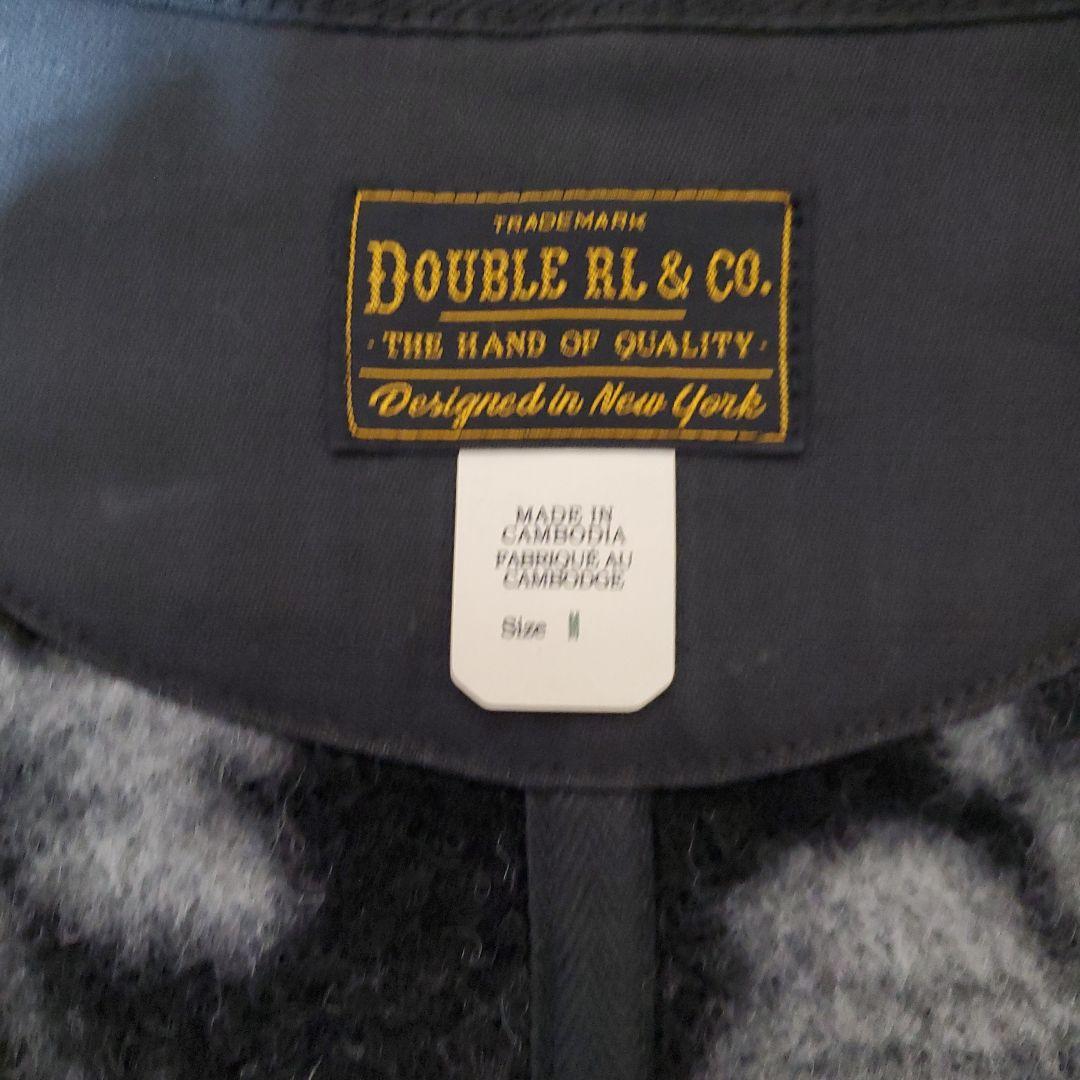 TRADEMARK
DOUBLE RL & CO.
· THE HAND OF QUALITY ·
Designed in New York
MADE IN
CAMBODIA
FABRIQUÉ AU
CAMBODGE
Size